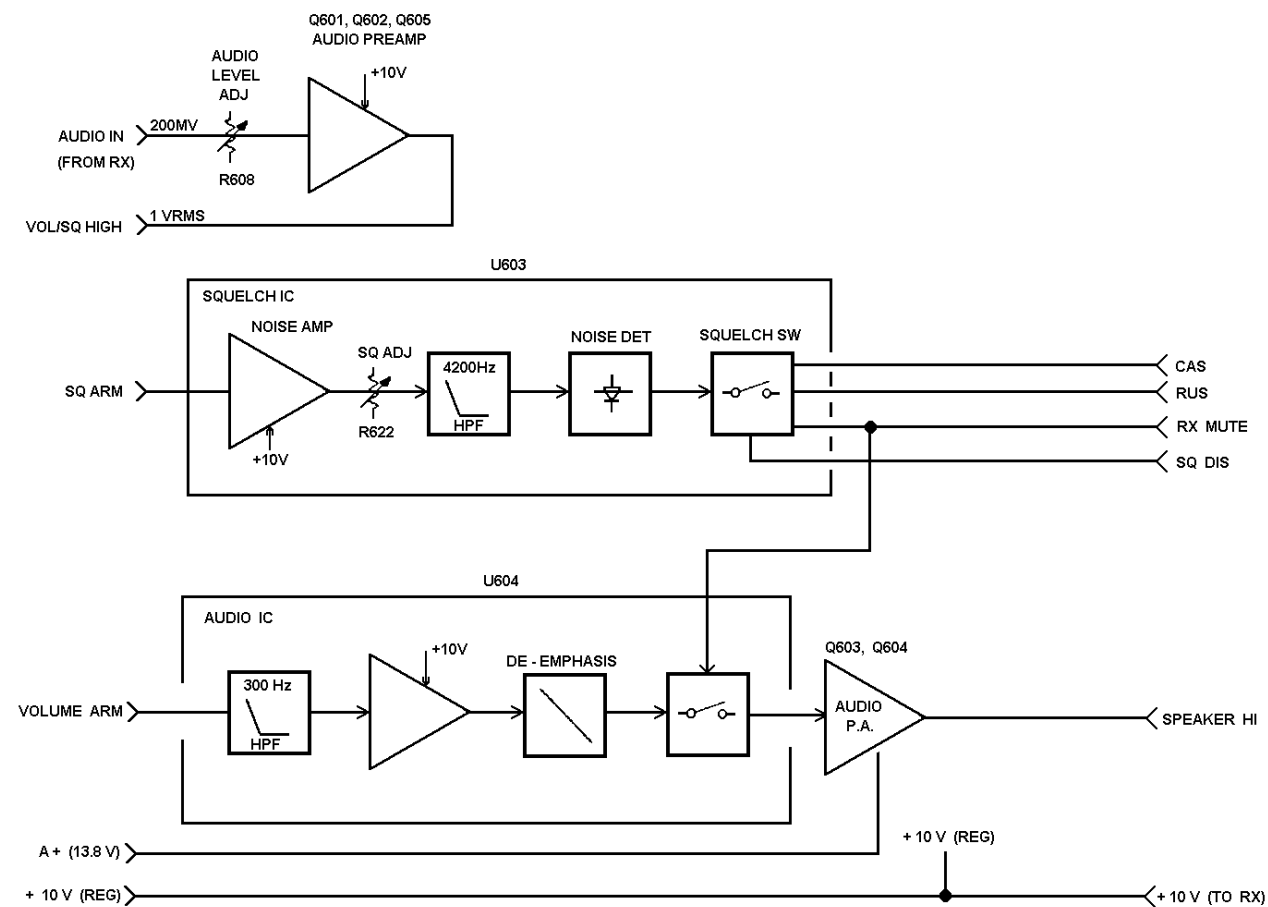 Q601, Q602, Q605
AUDIO PREAMP
AUDIO
LEVEL
ADJ
+10V
AUDIO IN
200MV
(FROM RX)
R608
VOL/SQ HIGH
1 VRMS
U603
SQUELCH IC
NOISE AMP
SQ ADJ
NOISE DET
SQUELCH SW
4200Hz
HPF
SQ ARM
R622
+10V
CAS
RUS
RX MUTE
SQ DIS
U604
AUDIO IC
+10V
DE - EMPHASIS
Q603, Q604
300 Hz
HPF
VOLUME ARM
AUDIO
P.A.
SPEAKER HI
A + (13.8 V)
+ 10 V (REG)
+ 10 V (REG)
+ 10 V (TO RX)